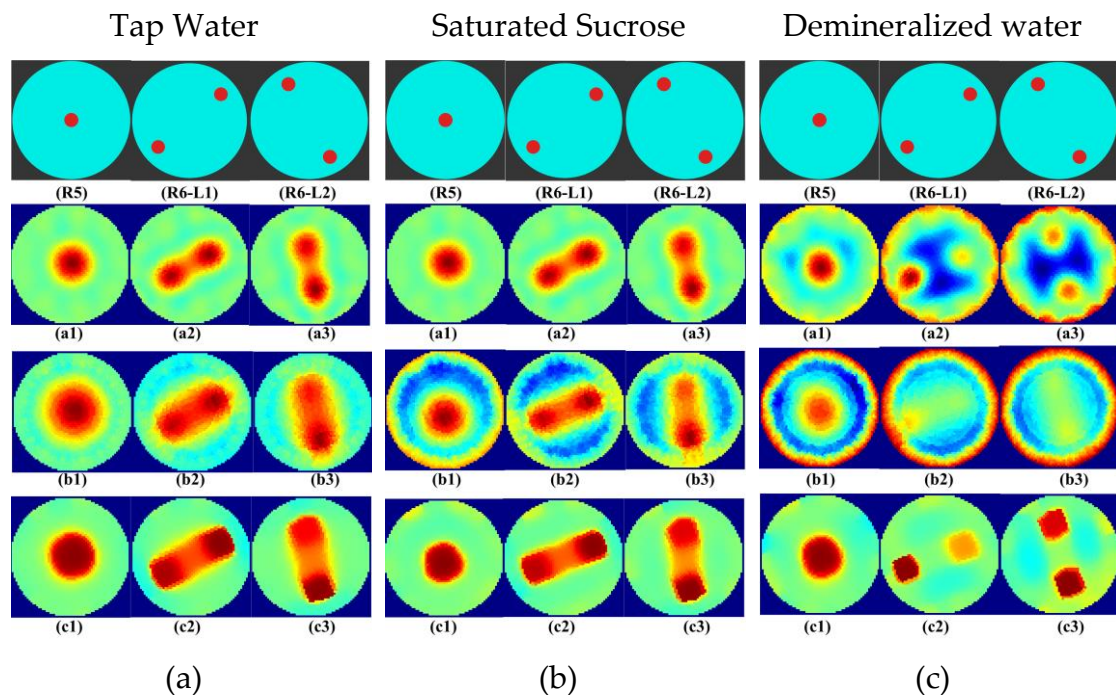 Tap Water Saturated Sucrose Demineralized water
(R5) (R6-L1) (R6-L2) (R5) (R6-L1) (R6-L2) (R5) (R6-L1) (R6-L2)
(a1) (a2) (a3) (a1) (a2) (a3) (a1) (a2) (a3)
(b1) (b2) (b3) (b1) (b2) (b3) (b1) (b2) (b3)
(c1) (c2) (c3) (c1) (c2) (c3) (c1) (c2) (c3)
(a) (b) (c)